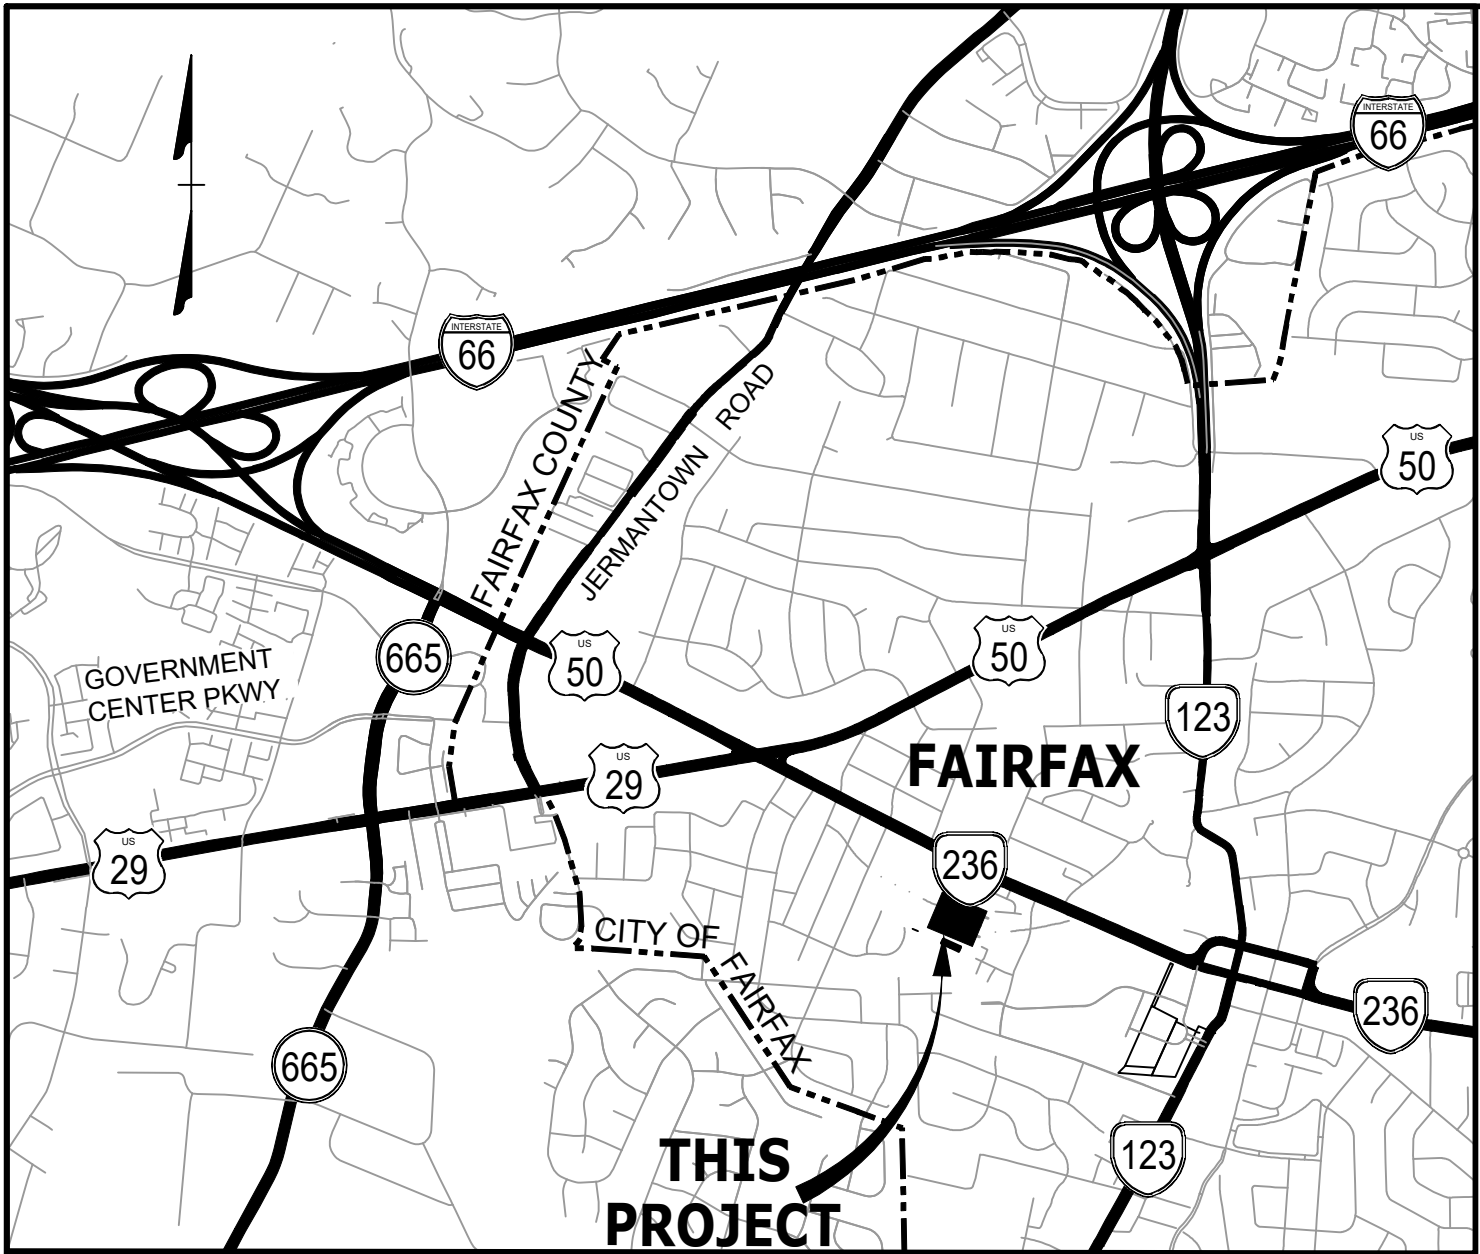 INTERSTATE
66
INTERSTATE
66
FAIRFAX COUNTY
JERMANTOWN ROAD
US
50
US
50
US
50
665
GOVERNMENT
CENTER PKWY
123
US
29
FAIRFAX
US
29
236
CITY OF
FAIRFAX
236
665
123
THIS
PROJECT